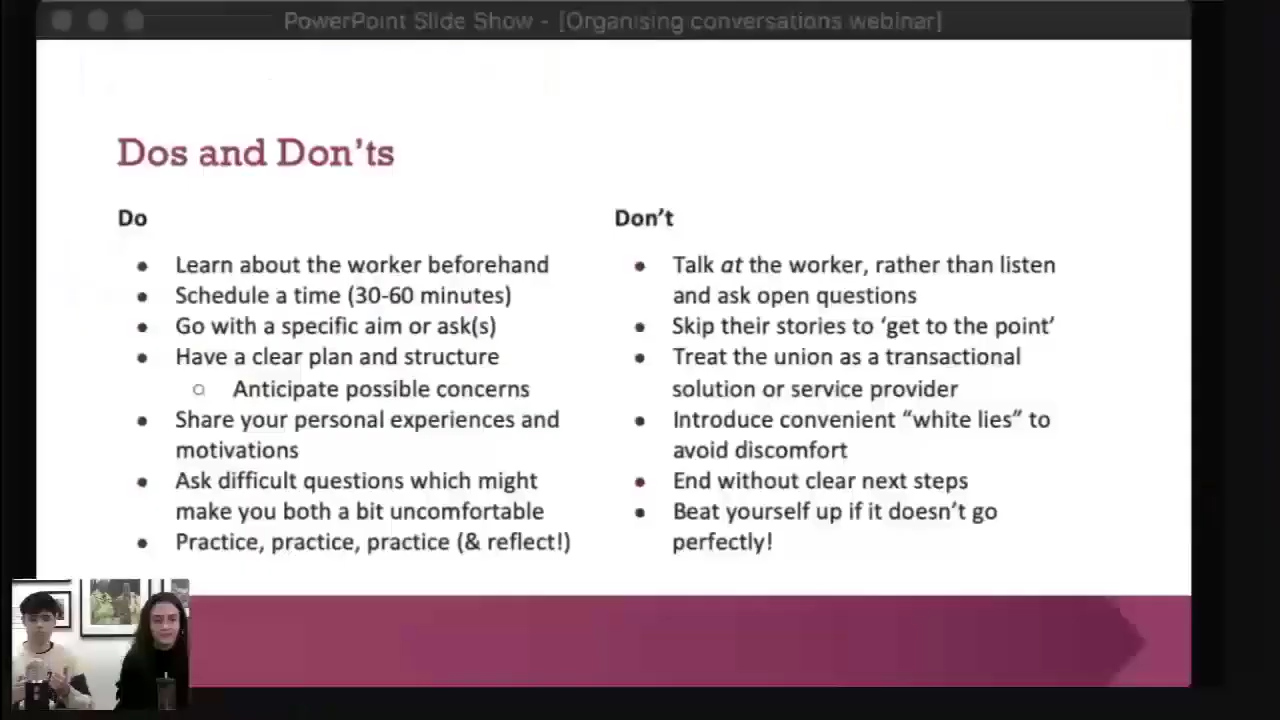 PowerPoint Slide Show - [Organising conversations webinar]
Dos and Don'ts
Do
● Learn about the worker beforehand
● Schedule a time (30-60 minutes)
● Go with a specific aim or ask(s)
● Have a clear plan and structure
○ Anticipate possible concerns
● Share your personal experiences and
motivations
● Ask difficult questions which might
make you both a bit uncomfortable
● Practice, practice, practice (& reflect!)
Don't
● Talk at the worker, rather than listen
and ask open questions
● Skip their stories to 'get to the point'
● Treat the union as a transactional
solution or service provider
● Introduce convenient "white lies" to
avoid discomfort
● End without clear next steps
● Beat yourself up if it doesn't go
perfectly!